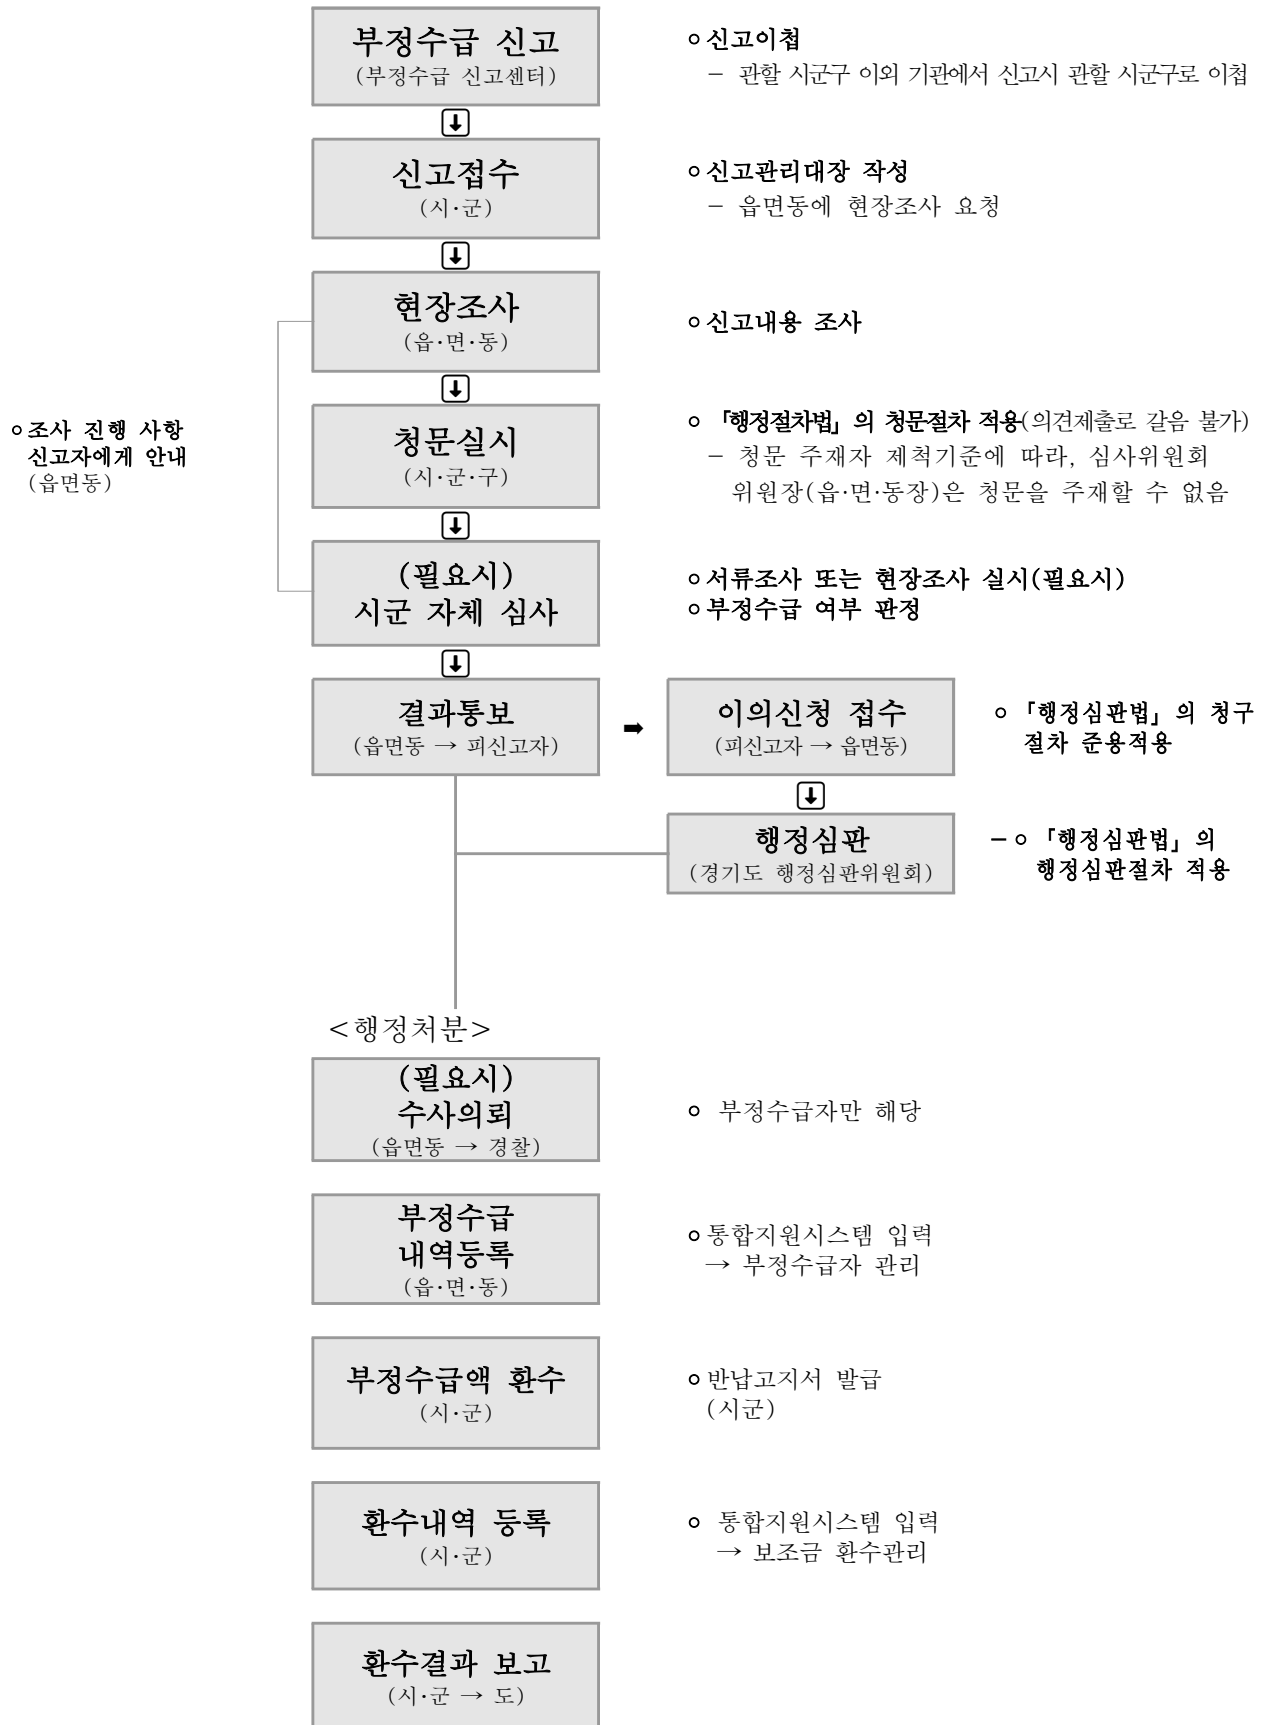 부정수급 신고
(부정수급 신고센터)
ㅇ신고이첩
- 관할 시군구 이외 기관에서 신고시 관할 시군구로 이첩
신고접수
(시·군)
ㅇ신고관리대장 작성
- 읍면동에 현장조사 요청
현장조사
(읍·면·동)
ㅇ신고내용 조사
ㅇ조사 진행 사항
신고자에게 안내
(읍면동)
청문실시
(시·군·구)
ㅇ「행정절차법」의 청문절차 적용(의견제출로 갈음 불가)
- 청문 주재자 제척기준에 따라, 심사위원회
위원장(읍·면·동장)은 청문을 주재할 수 없음
(필요시)
시군 자체 심사
ㅇ서류조사 또는 현장조사 실시(필요시)
ㅇ부정수급 여부 판정
결과통보
(읍면동 → 피신고자)
➡
이의신청 접수
(피신고자 → 읍면동)
ㅇ「행정심판법」의 청구
절차 준용적용
행정심판
(경기도 행정심판위원회)
-ㅇ「행정심판법」의
행정심판절차 적용
<행정처분>
(필요시)
수사의뢰
(읍면동 → 경찰)
ㅇ 부정수급자만 해당
부정수급
내역등록
(읍·면·동)
ㅇ통합지원시스템 입력
→ 부정수급자 관리
부정수급액 환수
(시·군)
ㅇ반납고지서 발급
(시군)
환수내역 등록
(시·군)
ㅇ 통합지원시스템 입력
→ 보조금 환수관리
환수결과 보고
(시·군 → 도)